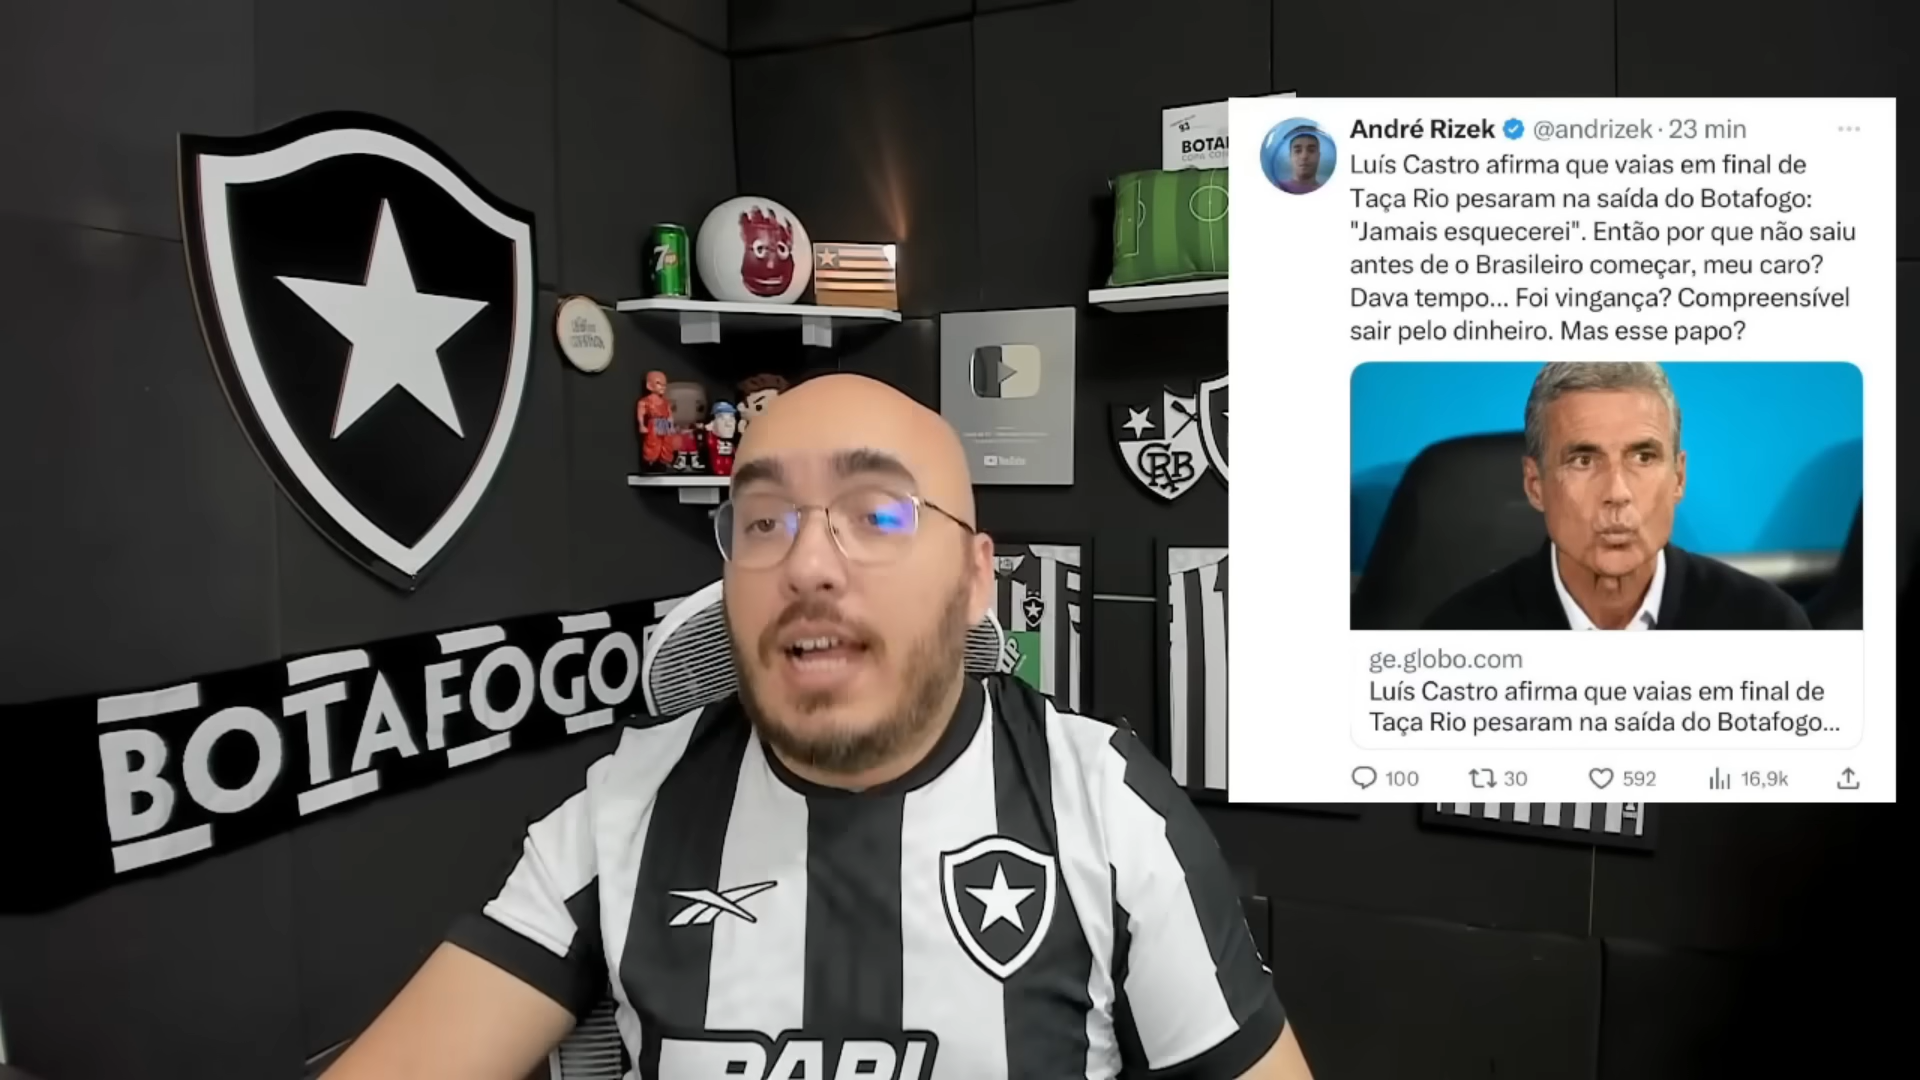 BOTAFOGO
7
BOTA
YouTube
CRB
PARI
André Rizek @andrizek · 23 min
Luís Castro afirma que vaias em final de
Taça Rio pesaram na saída do Botafogo:
"Jamais esquecerei". Então por que não saiu
antes de o Brasileiro começar, meu caro?
Dava tempo... Foi vingança? Compreensível
sair pelo dinheiro. Mas esse papo?
ge.globo.com
Luís Castro afirma que vaias em final de
Taça Rio pesaram na saída do Botafogo...
100 30 592 16,9k